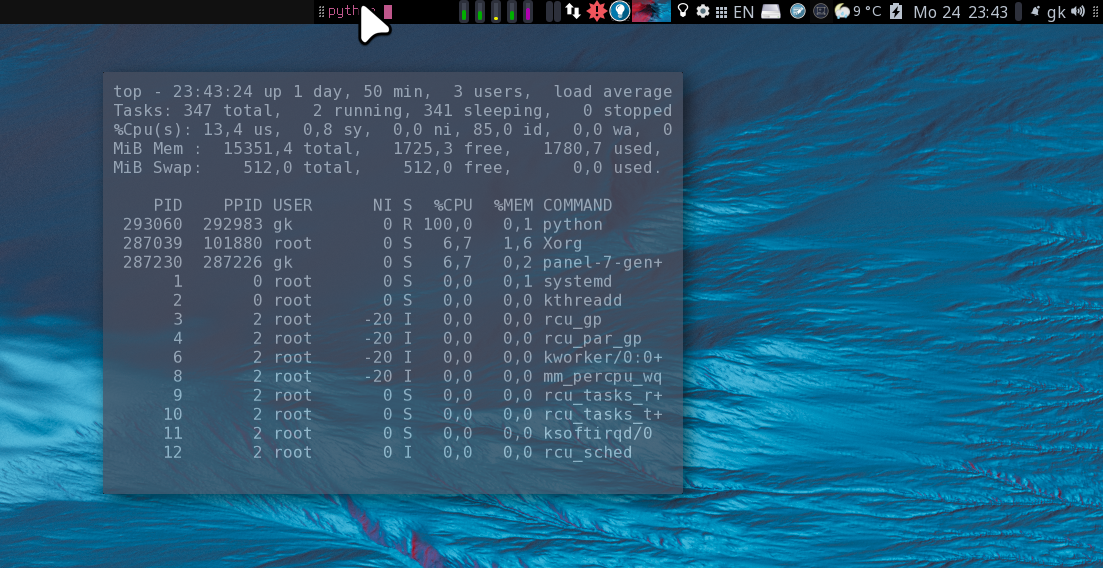 EN 9 °C Mo 24 23:43 gk
top - 23:43:24 up 1 day, 50 min,  3 users,  load average
Tasks: 347 total,   2 running, 341 sleeping,   0 stopped
%Cpu(s): 13,4 us,  0,8 sy,  0,0 ni, 85,0 id,  0,0 wa,  0
MiB Mem :  15351,4 total,   1725,3 free,   1780,7 used,
MiB Swap:    512,0 total,    512,0 free,      0,0 used.
PID    PPID USER      NI S  %CPU  %MEM COMMAND
293060  292983 gk         0 R 100,0   0,1 python
287039  101880 root       0 S   6,7   1,6 Xorg
287230  287226 gk         0 S   6,7   0,2 panel-7-gen+
1       0 root       0 S   0,0   0,1 systemd
2       0 root       0 S   0,0   0,0 kthreadd
3       2 root     -20 I   0,0   0,0 rcu_gp
4       2 root     -20 I   0,0   0,0 rcu_par_gp
6       2 root     -20 I   0,0   0,0 kworker/0:0+
8       2 root     -20 I   0,0   0,0 mm_percpu_wq
9       2 root       0 S   0,0   0,0 rcu_tasks_r+
10       2 root       0 S   0,0   0,0 rcu_tasks_t+
11       2 root       0 S   0,0   0,0 ksoftirqd/0
12       2 root       0 I   0,0   0,0 rcu_sched